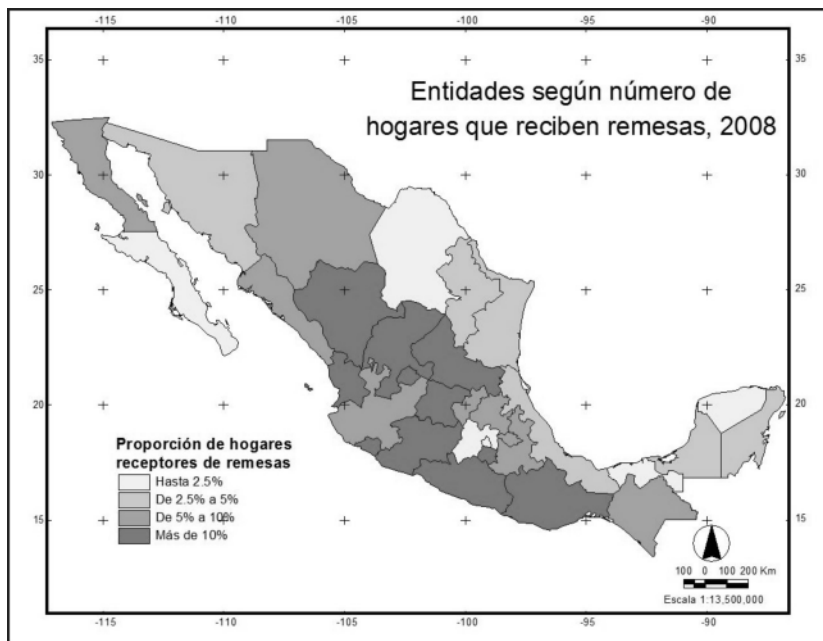 -115 -110 -105 -100 -95 -90
Entidades según número de
hogares que reciben remesas, 2008
35 35
30 30
25 25
20 20
15 15
Proporción de hogares
receptores de remesas
Hasta 2.5%
De 2.5% a 5%
De 5% a 10%
Más de 10%
100 0 100 200 Km
Escala 1:13,500,000
-115 -110 -105 -100 -95 -90